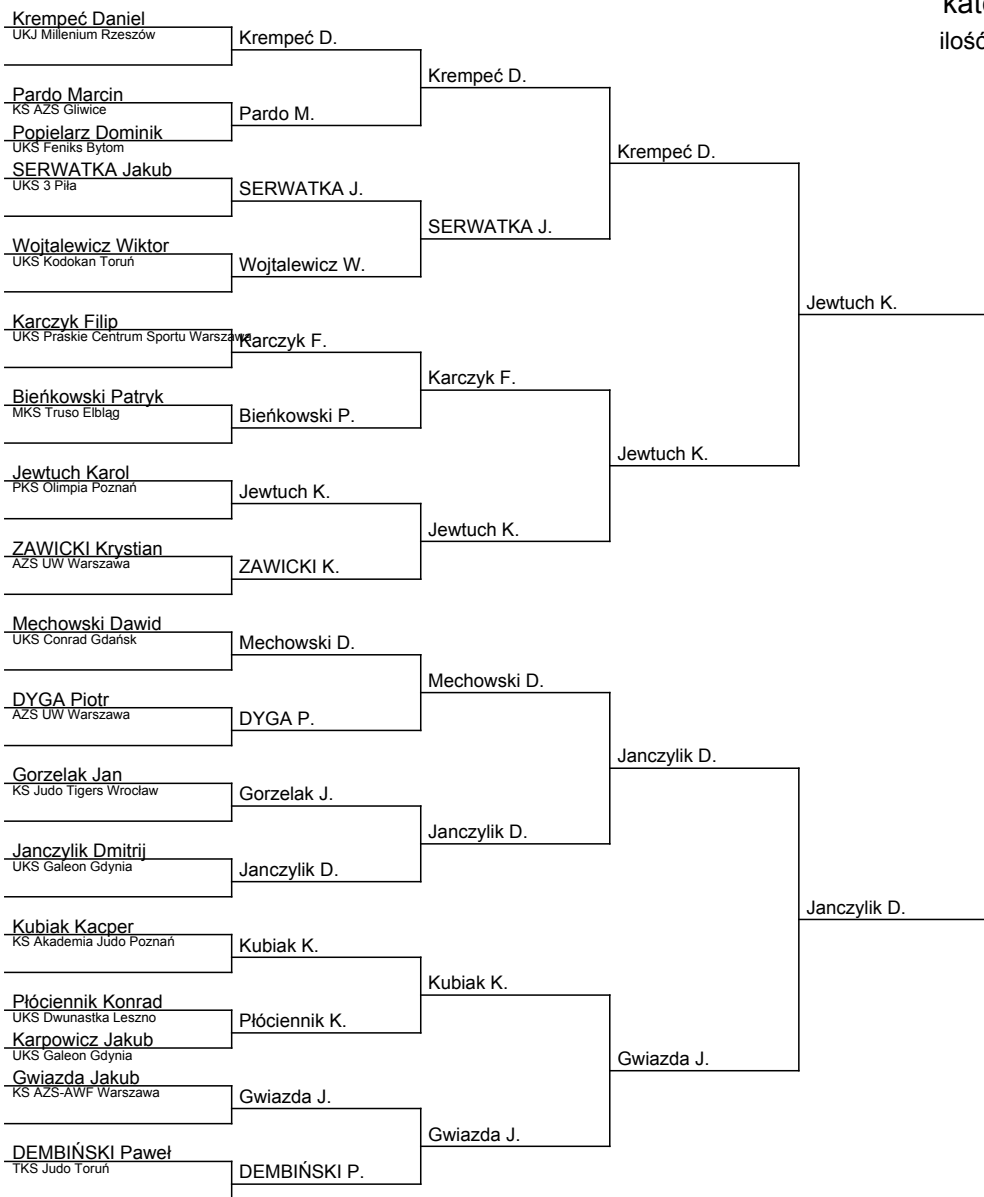 kat
ilość
Krempeć Daniel
UKJ Millenium Rzeszów
Krempeć D.
Krempeć D.
Pardo Marcin
KS AZS Gliwice
Pardo M.
Popielarz Dominik
UKS Feniks Bytom
Krempeć D.
SERWATKA Jakub
UKS 3 Piła
SERWATKA J.
SERWATKA J.
Wojtalewicz Wiktor
UKS Kodokan Toruń
Wojtalewicz W.
Jewtuch K.
Karczyk Filip
UKS Praskie Centrum Sportu Warszawa
Karczyk F.
Karczyk F.
Bieńkowski Patryk
MKS Truso Elbląg
Bieńkowski P.
Jewtuch K.
Jewtuch Karol
PKS Olimpia Poznań
Jewtuch K.
Jewtuch K.
ZAWICKI Krystian
AZS UW Warszawa
ZAWICKI K.
Mechowski Dawid
UKS Conrad Gdańsk
Mechowski D.
Mechowski D.
DYGA Piotr
AZS UW Warszawa
DYGA P.
Janczylik D.
Gorzelak Jan
KS Judo Tigers Wrocław
Gorzelak J.
Janczylik D.
Janczylik Dmitrij
UKS Galeon Gdynia
Janczylik D.
Janczylik D.
Kubiak Kacper
KS Akademia Judo Poznań
Kubiak K.
Kubiak K.
Płóciennik Konrad
UKS Dwunastka Leszno
Płóciennik K.
Karpowicz Jakub
UKS Galeon Gdynia
Gwiazda J.
Gwiazda Jakub
KS AZS-AWF Warszawa
Gwiazda J.
Gwiazda J.
DEMBIŃSKI Paweł
TKS Judo Toruń
DEMBIŃSKI P.